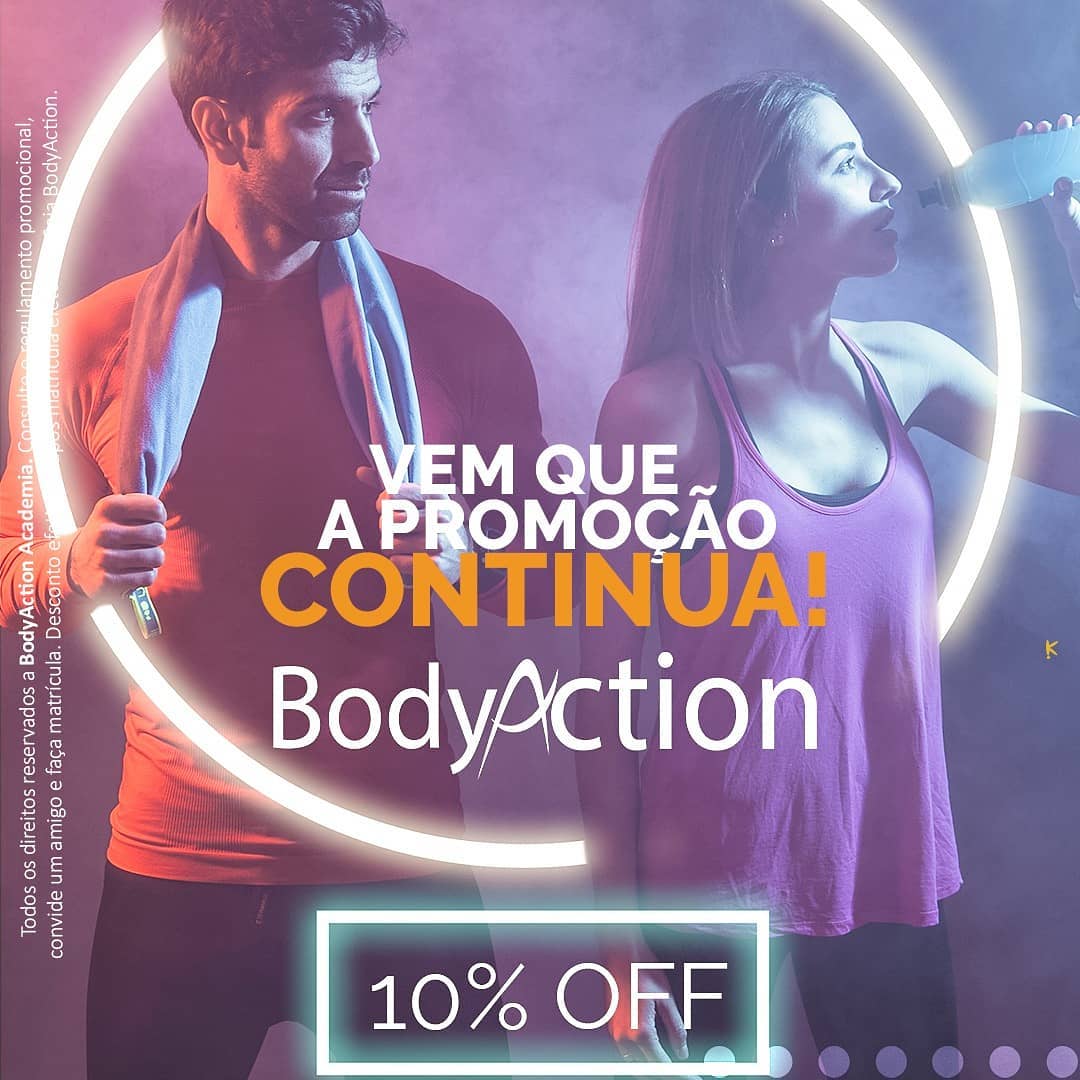 VEM QUE
A PROMOÇÃO
CONTINUA!
BodyAction
10% OFF
Todos os direitos reservados a BodyAction Academia. Consulte o regulamento promocional,
convide um amigo e faça matrícula. Desconto BodyAction.
K